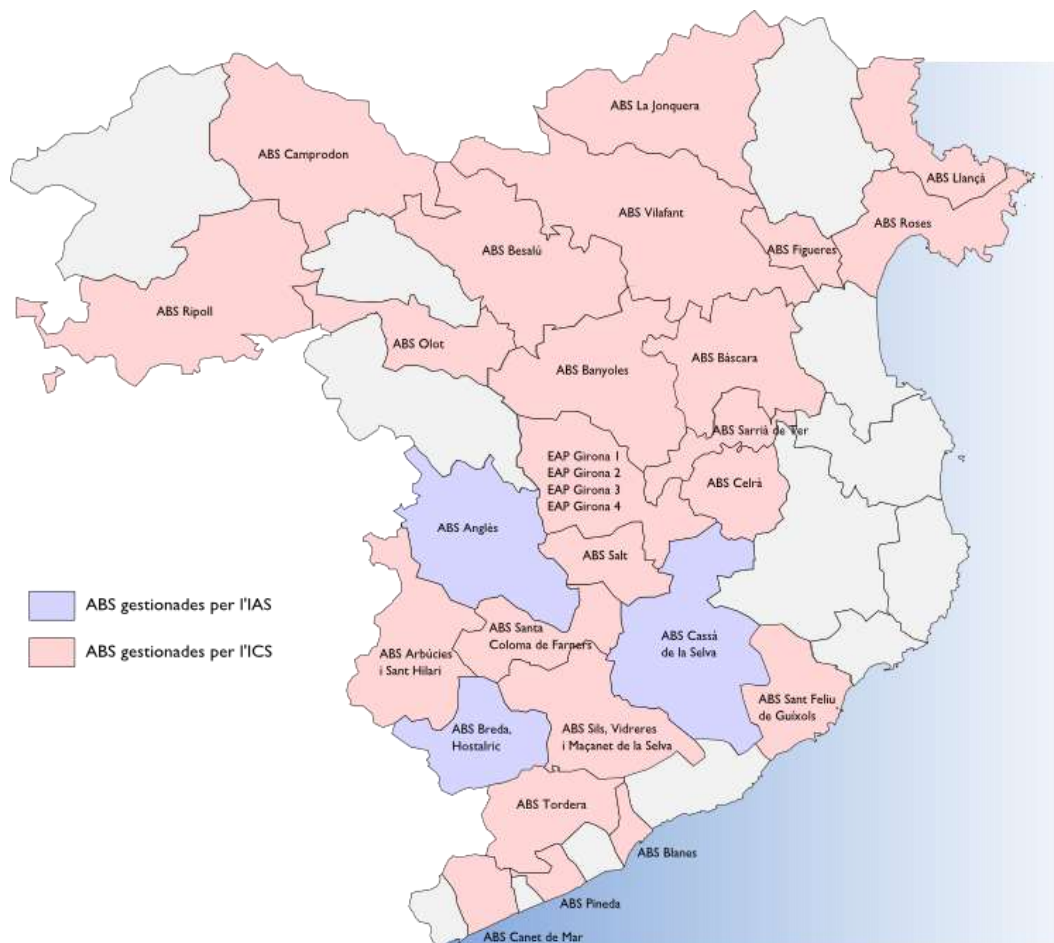 ABS La Jonquera
ABS Camprodon
ABS Llançà
ABS Vilafant
ABS Roses
ABS Besalú
ABS Figueres
ABS Ripoll
ABS Olot
ABS Bàscara
ABS Banyoles
ABS Sarrià de Ter
EAP Girona 1
EAP Girona 2
EAP Girona 3
EAP Girona 4
ABS Celrà
ABS Anglès
ABS Salt
ABS gestionades per l'IAS
ABS gestionades per l'ICS
ABS Santa
Coloma de Farners
ABS Cassà
de la Selva
ABS Arbúcies
i Sant Hilari
ABS Sant Feliu
de Guíxols
ABS Breda,
Hostalric
ABS Sils, Vidreres
i Maçanet de la Selva
ABS Tordera
ABS Blanes
ABS Pineda
ABS Canet de Mar